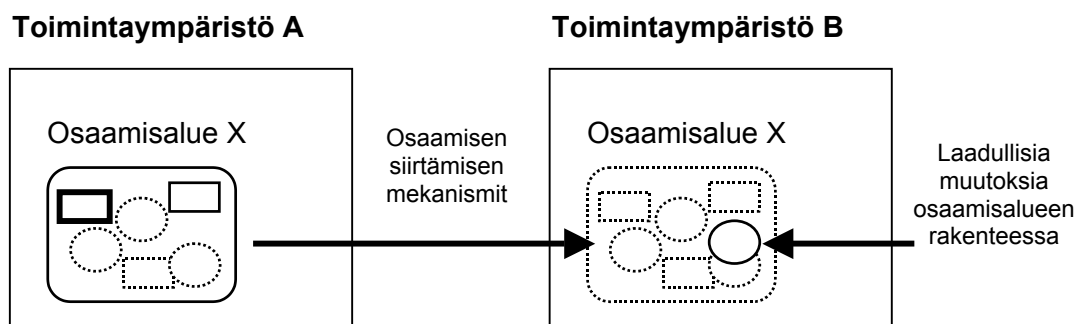 Toimintaympäristö A
Toimintaympäristö B
Osaamisalue X
Osaamisen
siirtämisen
mekanismit
Osaamisalue X
Laadullisia
muutoksia
osaamisalueen
rakenteessa